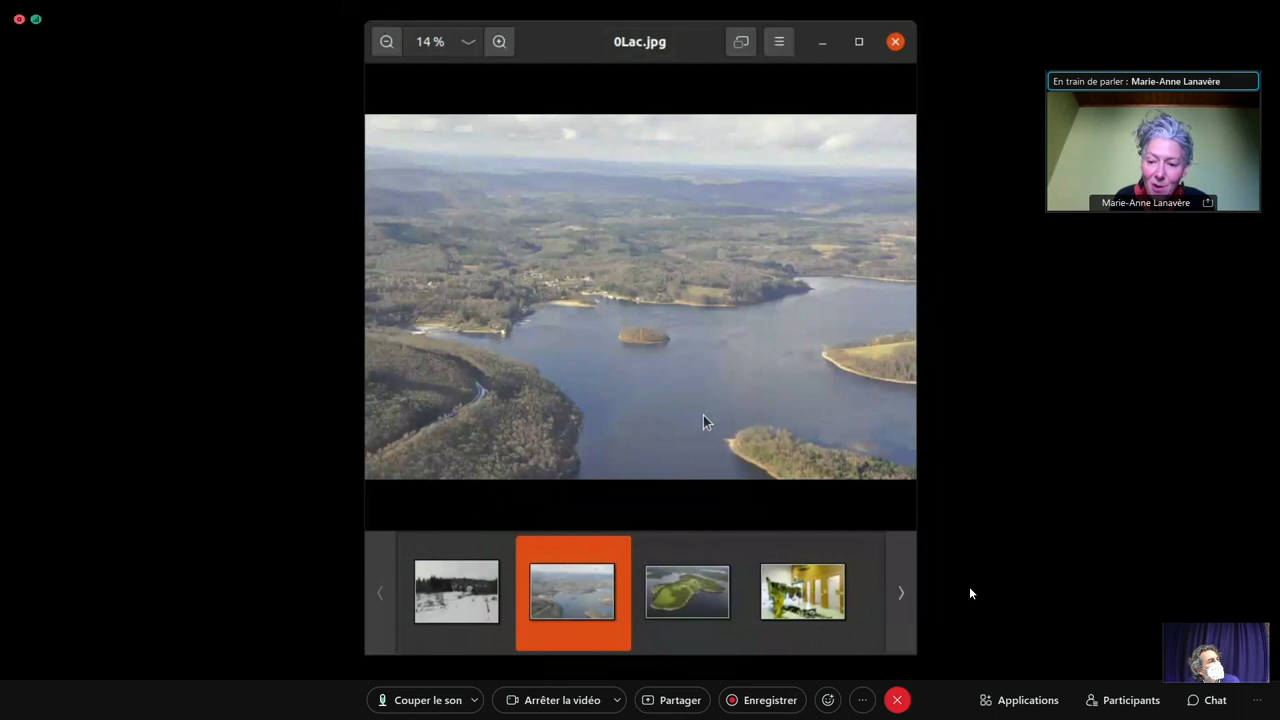 14 %
0Lac.jpg
En train de parler : Marie-Anne Lanavère
Marie-Anne Lanavère
Couper le son
Arrêter la vidéo
Partager
Enregistrer
Applications
Participants
Chat